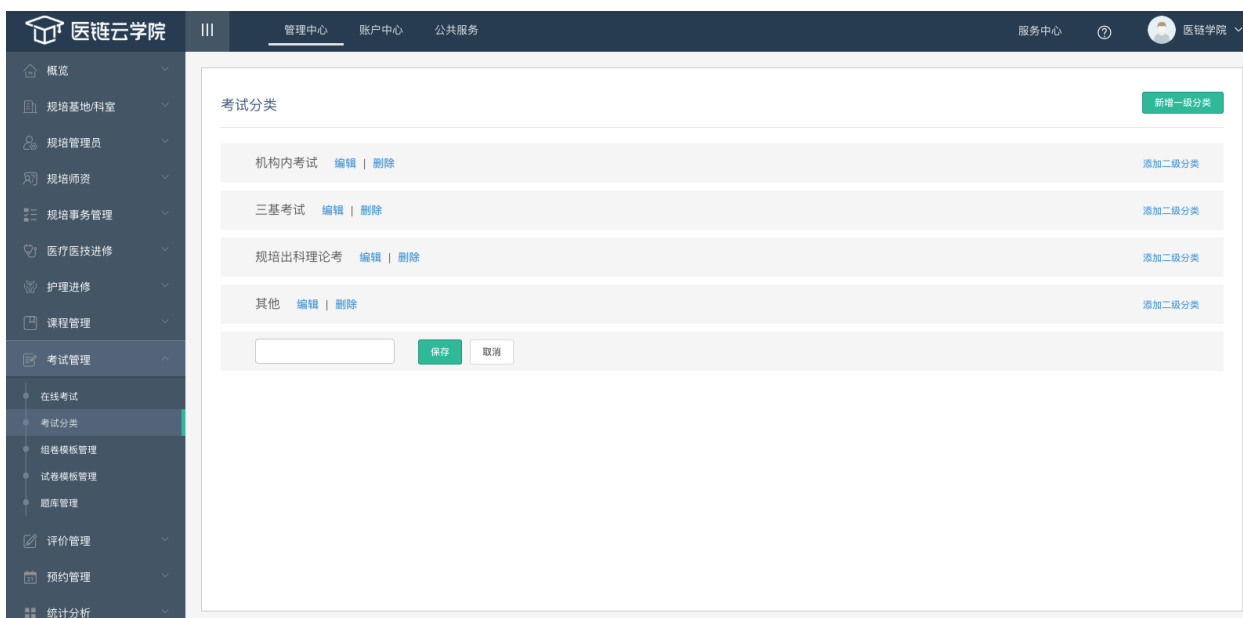 医链云学院
管理中心 账户中心 公共服务 服务中心 医链学院
概览
规培基地/科室
规培管理员
规培师资
规培事务管理
医疗医技进修
护理进修
课程管理
考试管理
在线考试
考试分类
组卷模板管理
试卷模板管理
题库管理
评价管理
预约管理
统计分析
考试分类 新增一级分类
机构内考试 编辑 | 删除 添加二级分类
三基考试 编辑 | 删除 添加二级分类
规培出科理论考 编辑 | 删除 添加二级分类
其他 编辑 | 删除 添加二级分类
保存 取消